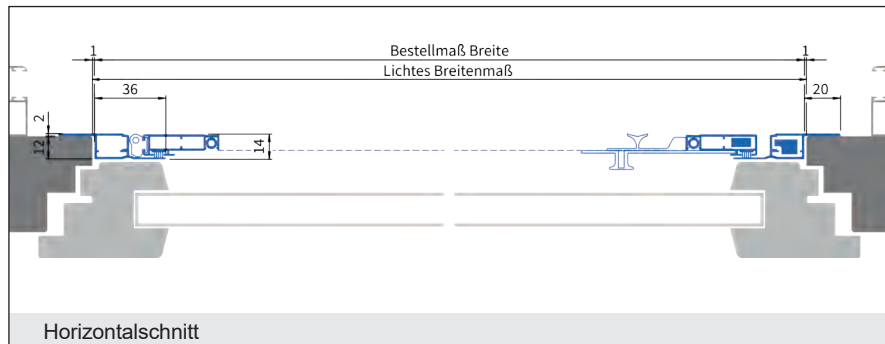 1 Bestellmaß Breite 1
Lichtes Breitenmaß
36 20
2
12 14
Horizontalschnitt